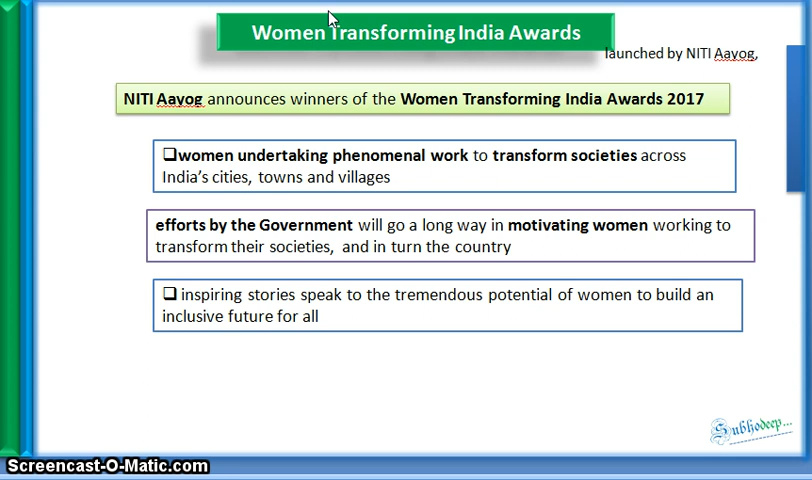 Women Transforming India Awards
launched by NITI Aayog,
NITI Aayog announces winners of the Women Transforming India Awards 2017
❑women undertaking phenomenal work to transform societies across
India's cities, towns and villages
efforts by the Government will go a long way in motivating women working to
transform their societies, and in turn the country
❑ inspiring stories speak to the tremendous potential of women to build an
inclusive future for all
Subhodeep...
Screencast-O-Matic.com